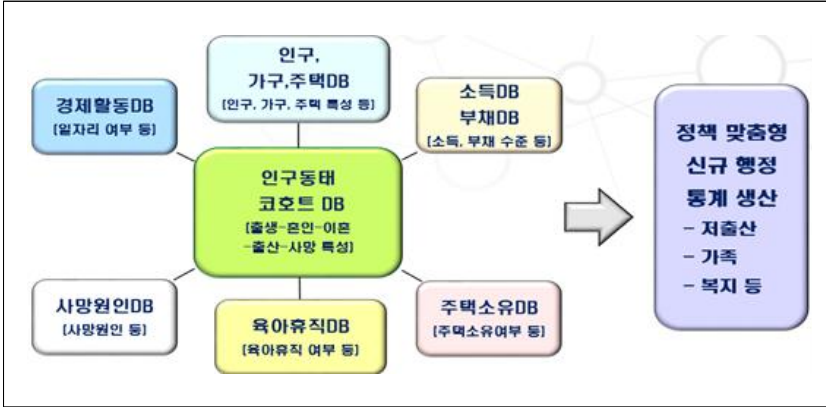 인구,
가구,주택DB
(인구, 가구, 주택 특성 등)
경제활동DB
(일자리 여부 등)
소득DB
부채DB
(소득, 부채 수준 등)
인구동태
코호트 DB
(출생-혼인-이혼
-출산-사망 특성)
사망원인DB
(사망원인 등)
육아휴직DB
(육아휴직 여부 등)
주택소유DB
(주택소유여부 등)
정책 맞춤형
신규 행정
통계 생산
- 저출산
- 가족
- 복지 등